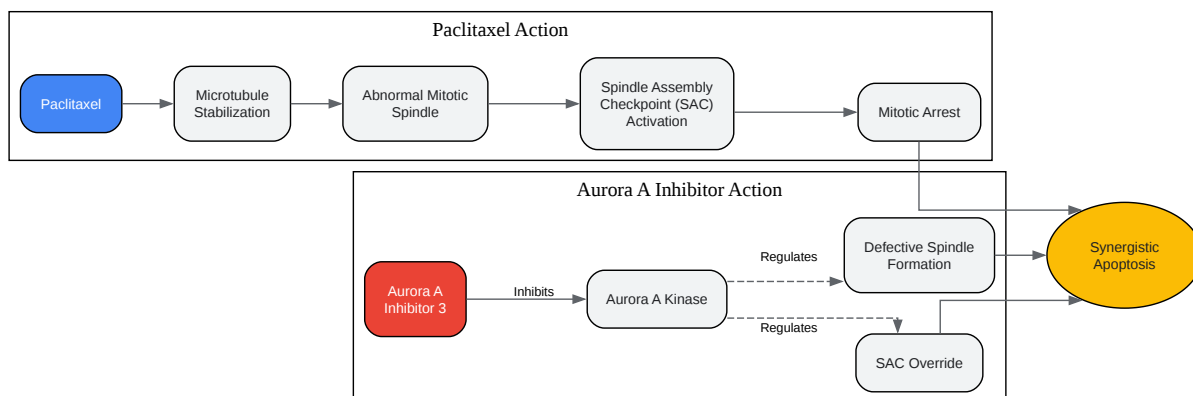 Paclitaxel Action
Paclitaxel
Microtubule
Stabilization
Abnormal Mitotic
Spindle
Spindle Assembly
Checkpoint (SAC)
Activation
Mitotic Arrest
Aurora A Inhibitor Action
Aurora A
Inhibitor 3
Inhibits
Aurora A Kinase
Regulates
Regulates
Defective Spindle
Formation
SAC Override
Synergistic
Apoptosis